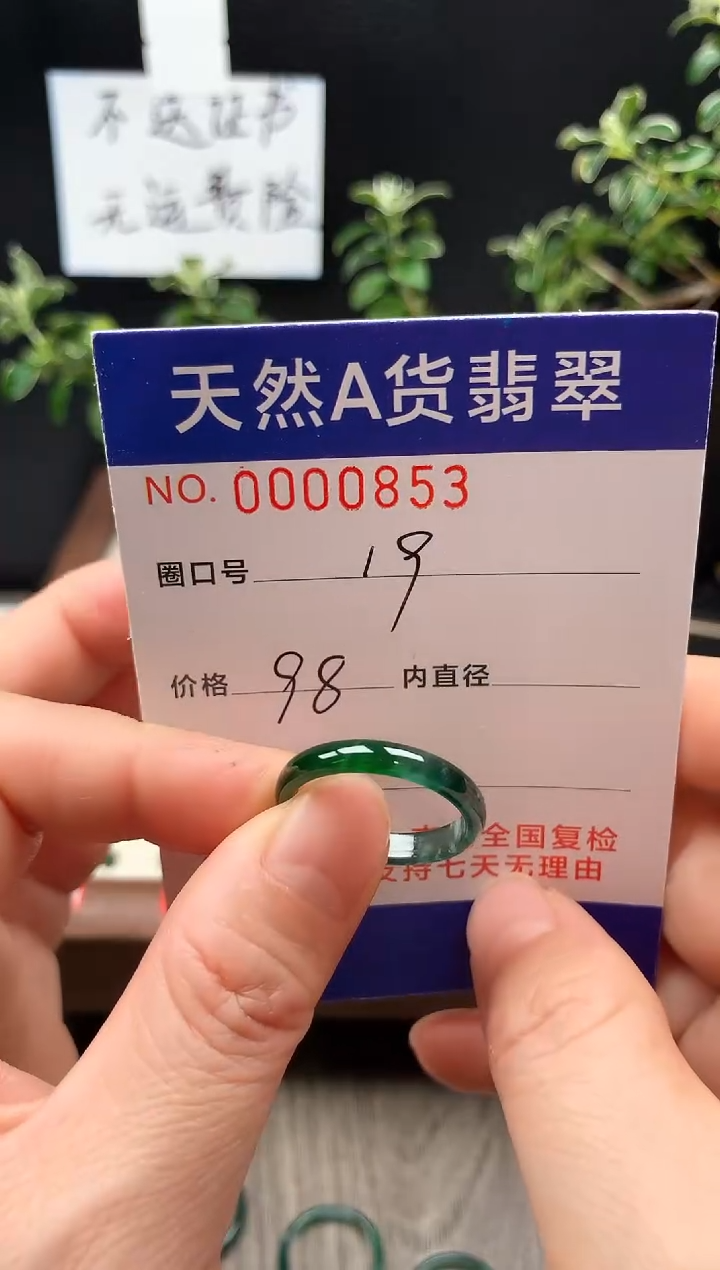 不送证书
无运费险
天然A货翡翠
NO. 0000853
圈口号 19
价格 98 内直径
全国复检
支持七天无理由